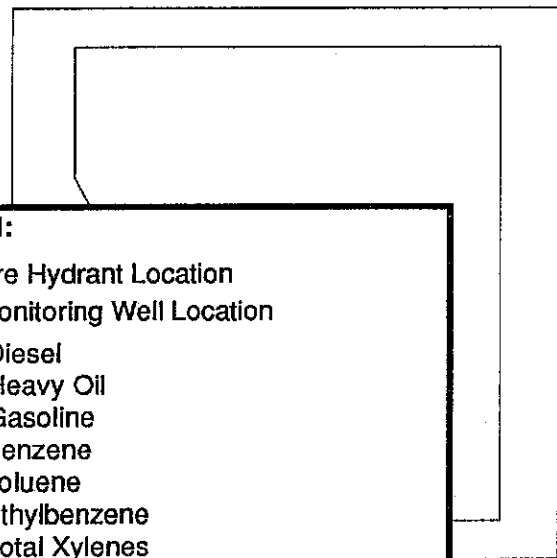 :
re Hydrant Location
onitoring Well Location
Diesel
Heavy Oil
Gasoline
enzene
oluene
thylbenzene
otal Xylenes